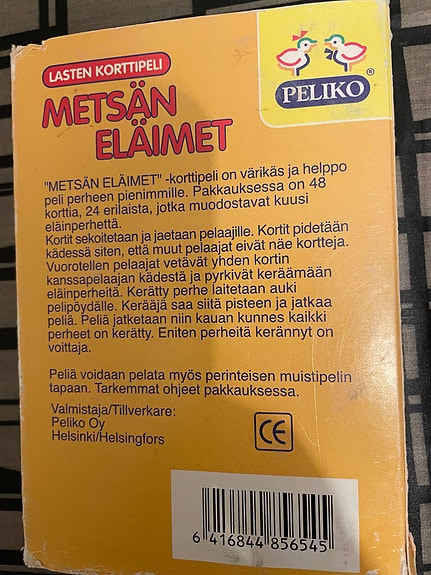 LASTEN KORTTIPELI
METSÄN
ELÄIMET
PELIKO
®
"METSÄN ELÄIMET" -korttipeli on värikäs ja helppo
peli perheen pienimmille. Pakkauksessa on 48
korttia, 24 erilaista, jotka muodostavat kuusi
eläinperhettä.
Kortit sekoitetaan ja jaetaan pelaajille. Kortit pidetään
kädessä siten, että muut pelaajat eivät näe kortteja.
Vuorotellen pelaajat vetävät yhden kortin
kanssapelaajan kädestä ja pyrkivät keräämään
eläinperheitä. Kerätty perhe laitetaan auki
pelipöydälle. Kerääjä saa siitä pisteen ja jatkaa
peliä. Peliä jatketaan niin kauan kunnes kaikki
perheet on kerätty. Eniten perheitä kerännyt on
voittaja.
Peliä voidaan pelata myös perinteisen muistipelin
tapaan. Tarkemmat ohjeet pakkauksessa.
Valmistaja/Tillverkare:
Peliko Oy
Helsinki/Helsingfors
CE
6 416844 856545